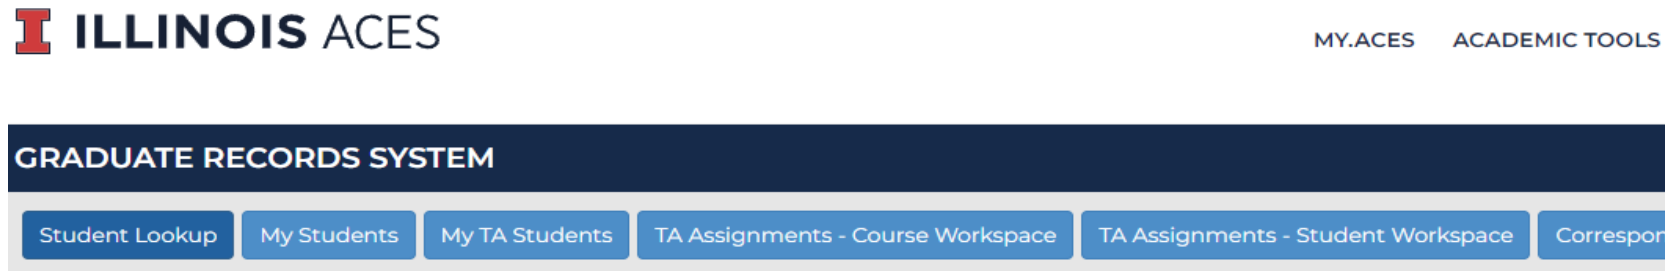 I ILLINOIS ACES
MY.ACES ACADEMIC TOOLS
GRADUATE RECORDS SYSTEM
Student Lookup My Students My TA Students TA Assignments - Course Workspace TA Assignments - Student Workspace